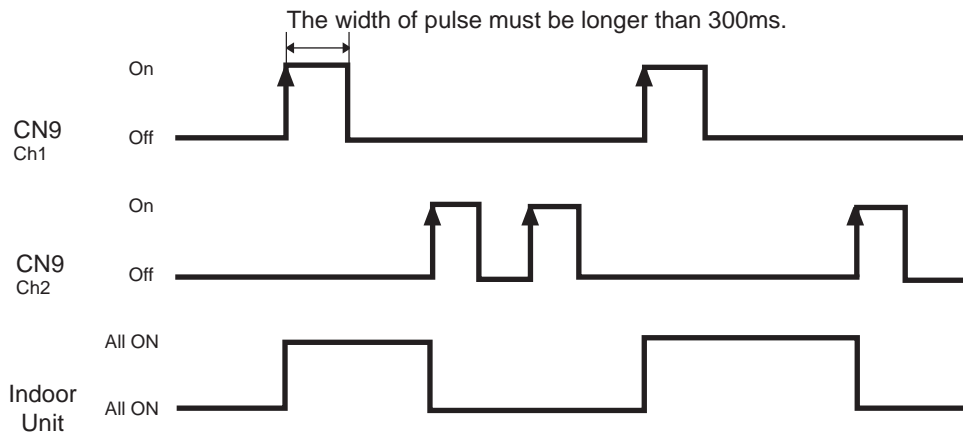 The width of pulse must be longer than 300ms.
On
CN9
Ch1
Off
On
CN9
Ch2
Off
All ON
Indoor
Unit
All ON